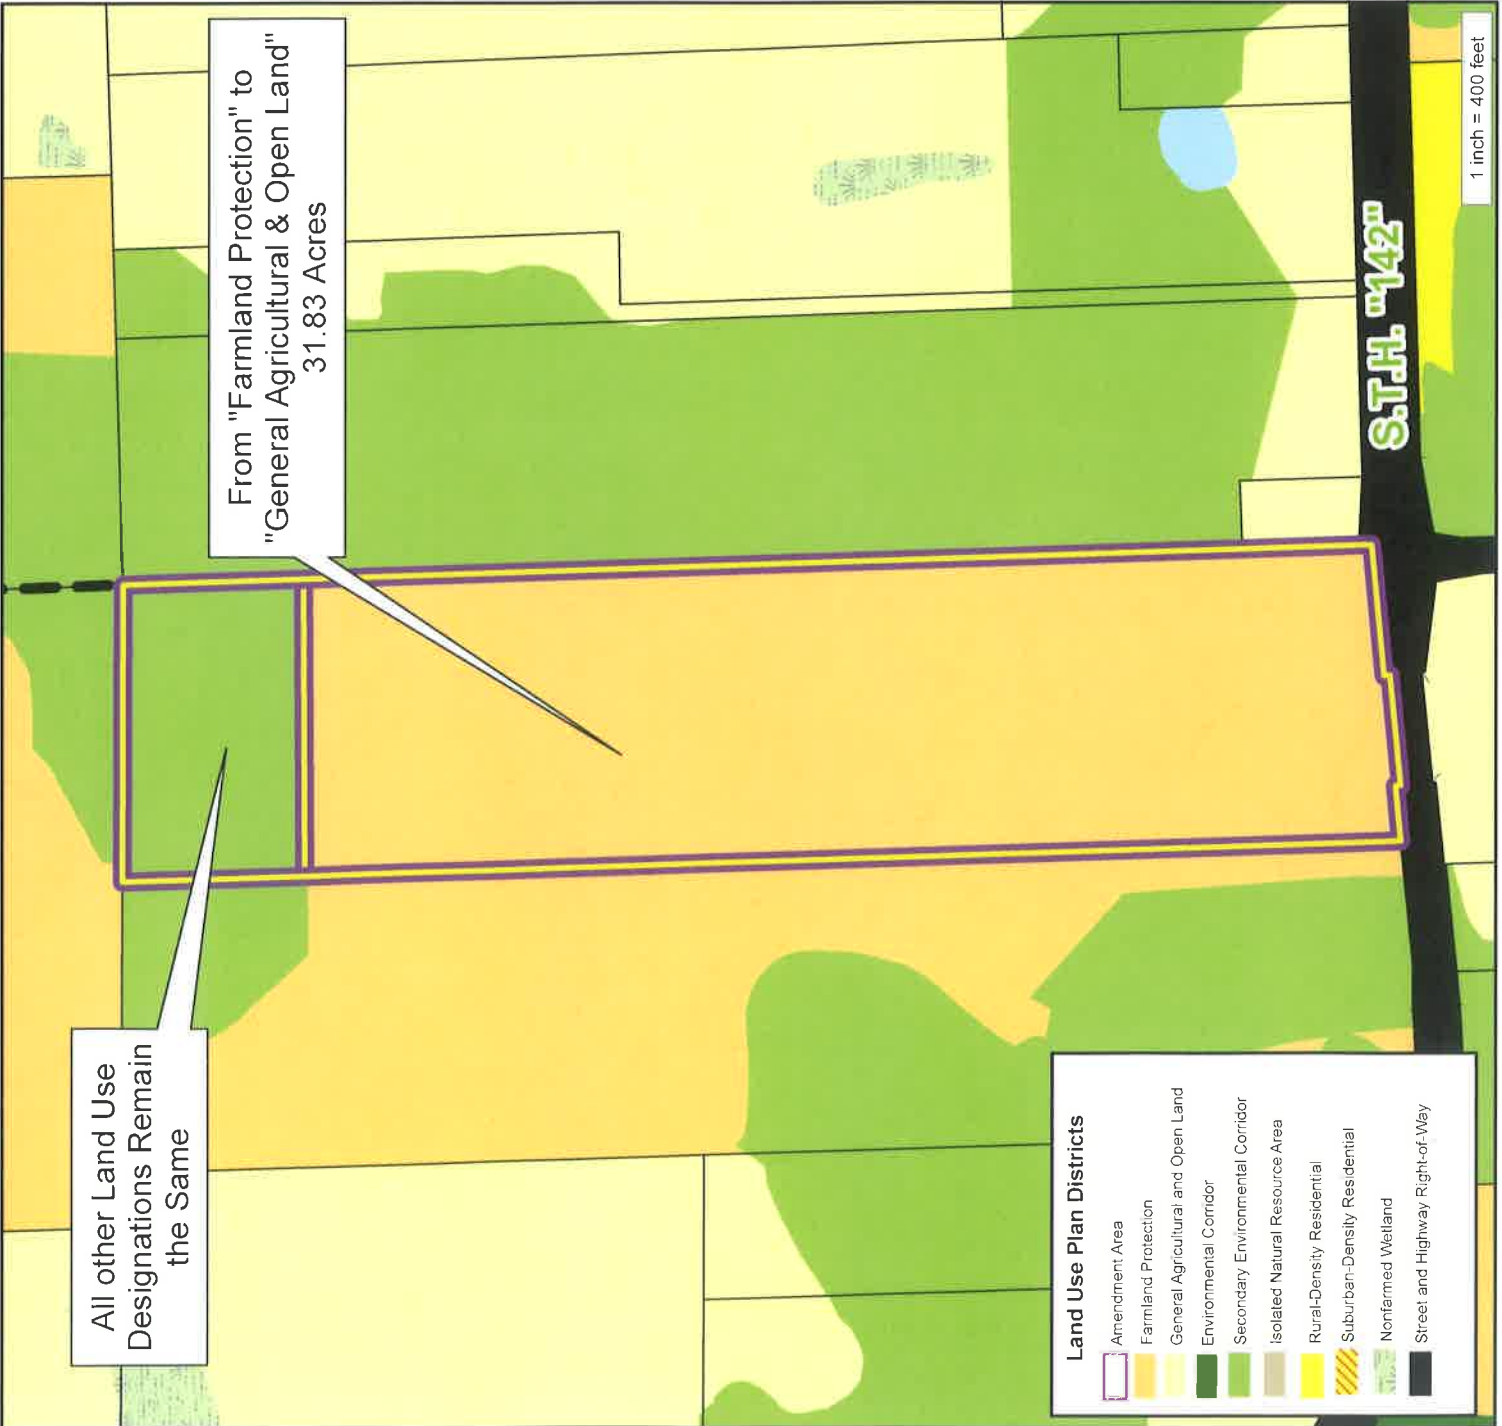 All other Land Use
Designations Remain
the Same
From "Farmland Protection" to
"General Agricultural & Open Land"
31.83 Acres
S.T.H. "142"
1 inch = 400 feet
Land Use Plan Districts
Amendment Area
Farmland Protection
General Agricultural and Open Land
Environmental Corridor
Secondary Environmental Corridor
Isolated Natural Resource Area
Rural-Density Residential
Suburban-Density Residential
Nonfarmed Wetland
Street and Highway Right-of-Way